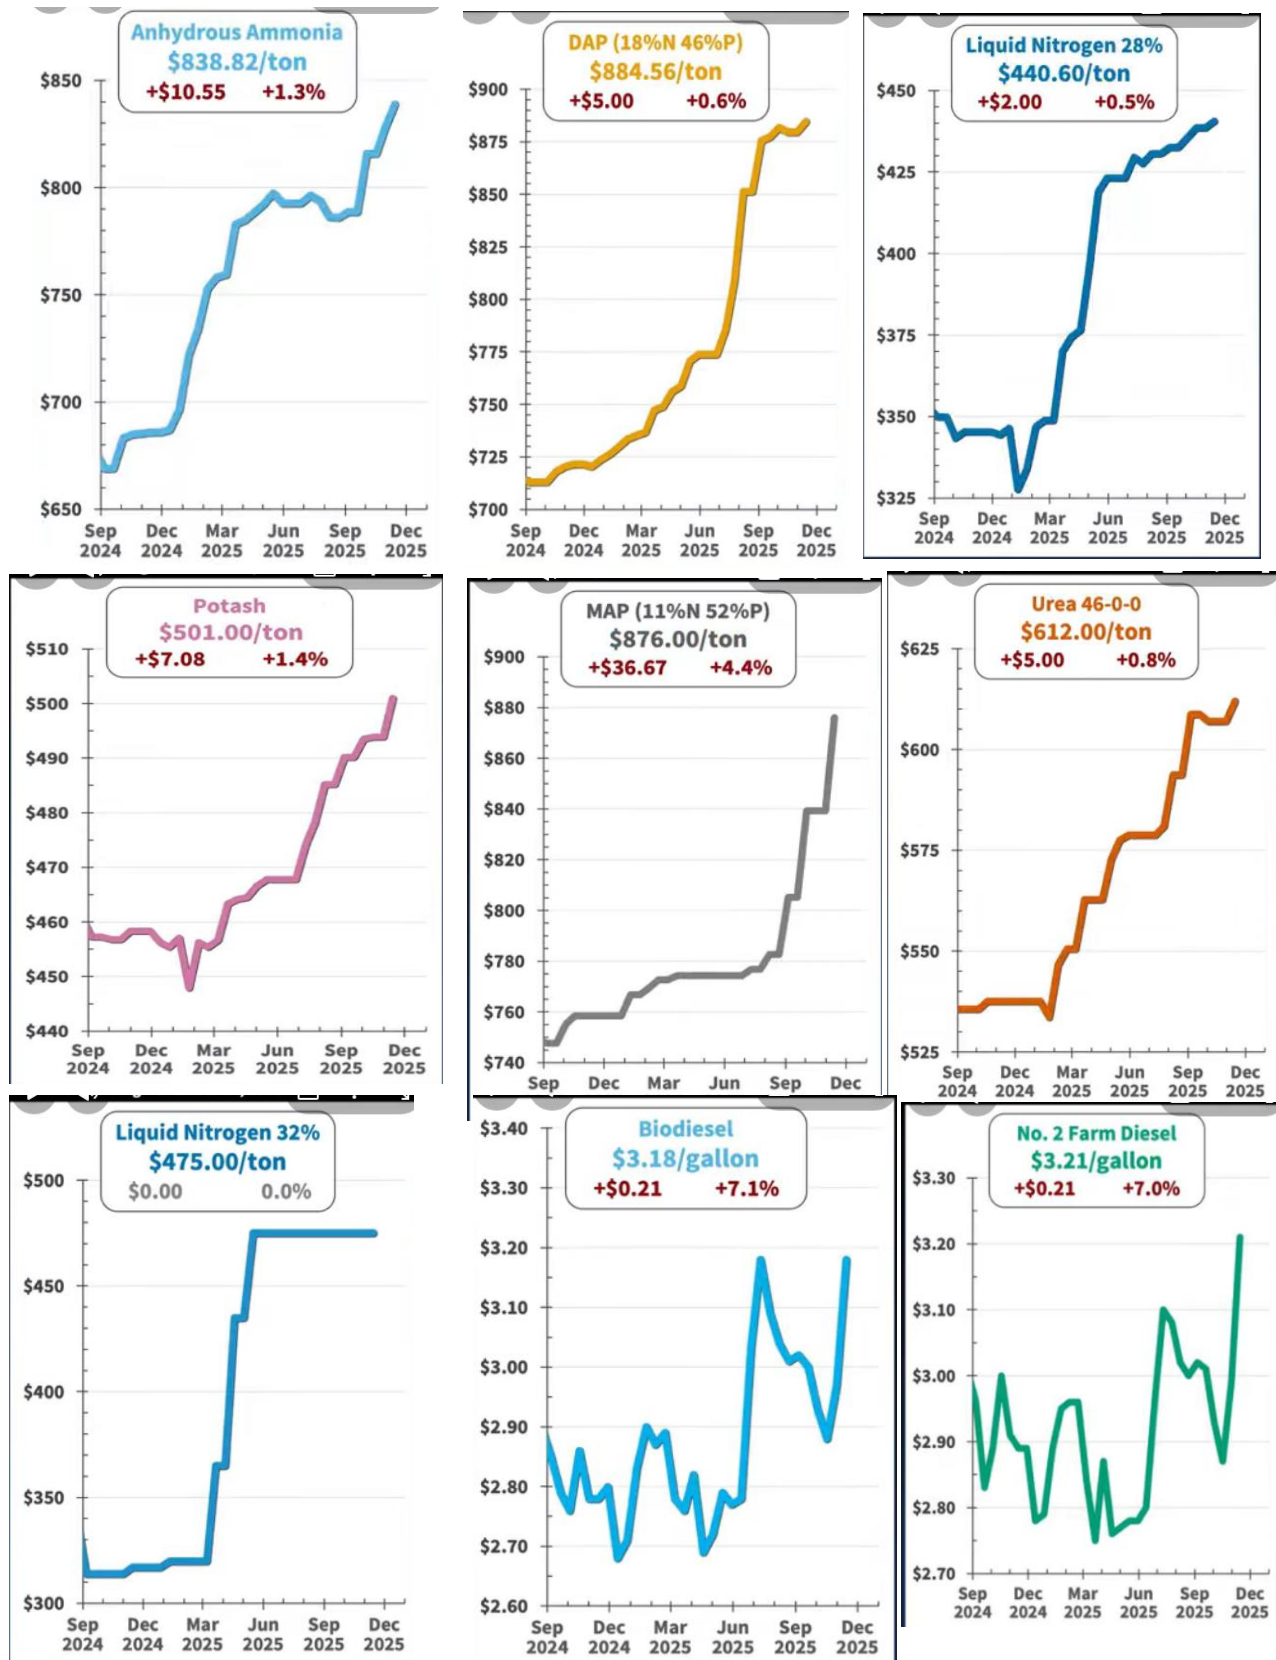 Anhydrous Ammonia
$838.82/ton
+$10.55 +1.3%
$850
$800
$750
$700
$650
Sep Dec Mar Jun Sep Dec
2024 2024 2025 2025 2025 2025
DAP (18%N 46%P)
$884.56/ton
+$5.00 +0.6%
$900
$875
$850
$825
$800
$775
$750
$725
$700
Sep Dec Mar Jun Sep Dec
2024 2024 2025 2025 2025 2025
Liquid Nitrogen 28%
$440.60/ton
+$2.00 +0.5%
$450
$425
$400
$375
$350
$325
Sep Dec Mar Jun Sep Dec
2024 2024 2025 2025 2025 2025
Potash
$501.00/ton
+$7.08 +1.4%
$510
$500
$490
$480
$470
$460
$450
$440
Sep Dec Mar Jun Sep Dec
2024 2024 2025 2025 2025 2025
MAP (11%N 52%P)
$876.00/ton
+$36.67 +4.4%
$900
$880
$860
$840
$820
$800
$780
$760
$740
Sep Dec Mar Jun Sep Dec
Urea 46-0-0
$612.00/ton
+$5.00 +0.8%
$625
$600
$575
$550
$525
Sep Dec Mar Jun Sep Dec
2024 2024 2025 2025 2025 2025
Liquid Nitrogen 32%
$475.00/ton
$0.00 0.0%
$500
$450
$400
$350
$300
Sep Dec Mar Jun Sep Dec
2024 2024 2025 2025 2025 2025
Biodiesel
$3.18/gallon
+$0.21 +7.1%
$3.40
$3.30
$3.20
$3.10
$3.00
$2.90
$2.80
$2.70
$2.60
Sep Dec Mar Jun Sep Dec
2024 2024 2025 2025 2025 2025
No. 2 Farm Diesel
$3.21/gallon
+$0.21 +7.0%
$3.30
$3.20
$3.10
$3.00
$2.90
$2.80
$2.70
Sep Dec Mar Jun Sep Dec
2024 2024 2025 2025 2025 2025